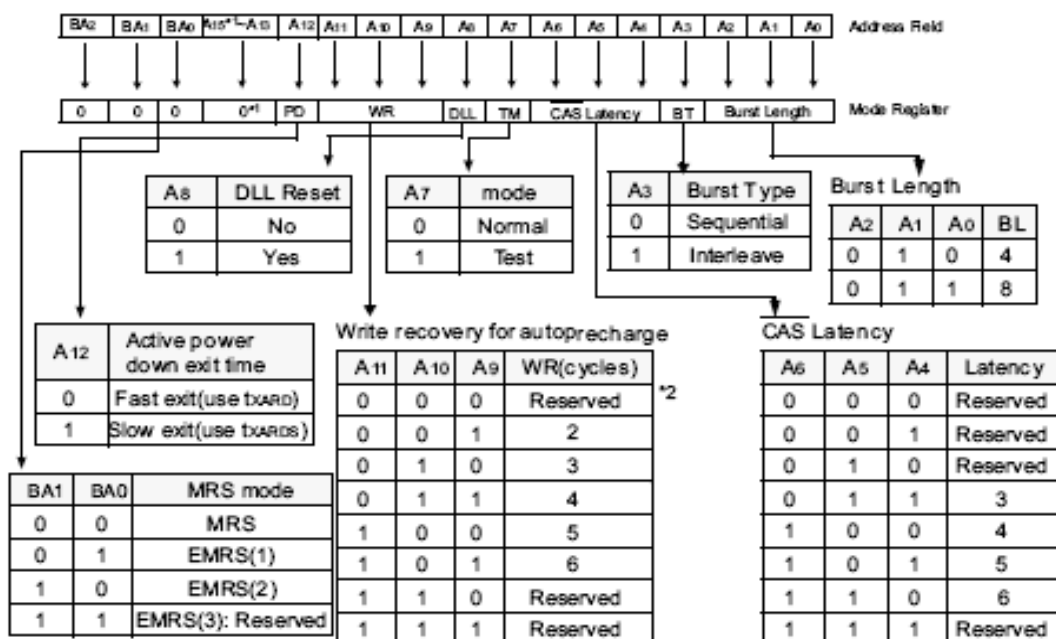 BA2 BA1 BA0 A15*1~A13 A12 A11 A10 A9 A8 A7 A6 A5 A4 A3 A2 A1 A0 Address Field
0 0 0 0*1 PD WR DLL TM CAS Latency BT Burst Length Mode Register
A8 DLL Reset
0 No
1 Yes
A7 mode
0 Normal
1 Test
A3 Burst Type
0 Sequential
1 Interleave
Burst Length
A2 A1 A0 BL
0 1 0 4
0 1 1 8
A12 Active power
down exit time
0 Fast exit(use tXARD)
1 Slow exit(use tXARDS)
BA1 BA0 MRS mode
0 0 MRS
0 1 EMRS(1)
1 0 EMRS(2)
1 1 EMRS(3): Reserved
Write recovery for autoprecharge
A11 A10 A9 WR(cycles)
*2
0 0 0 Reserved
0 0 1 2
0 1 0 3
0 1 1 4
1 0 0 5
1 0 1 6
1 1 0 Reserved
1 1 1 Reserved
CAS Latency
A6 A5 A4 Latency
0 0 0 Reserved
0 0 1 Reserved
0 1 0 Reserved
0 1 1 3
1 0 0 4
1 0 1 5
1 1 0 6
1 1 1 Reserved